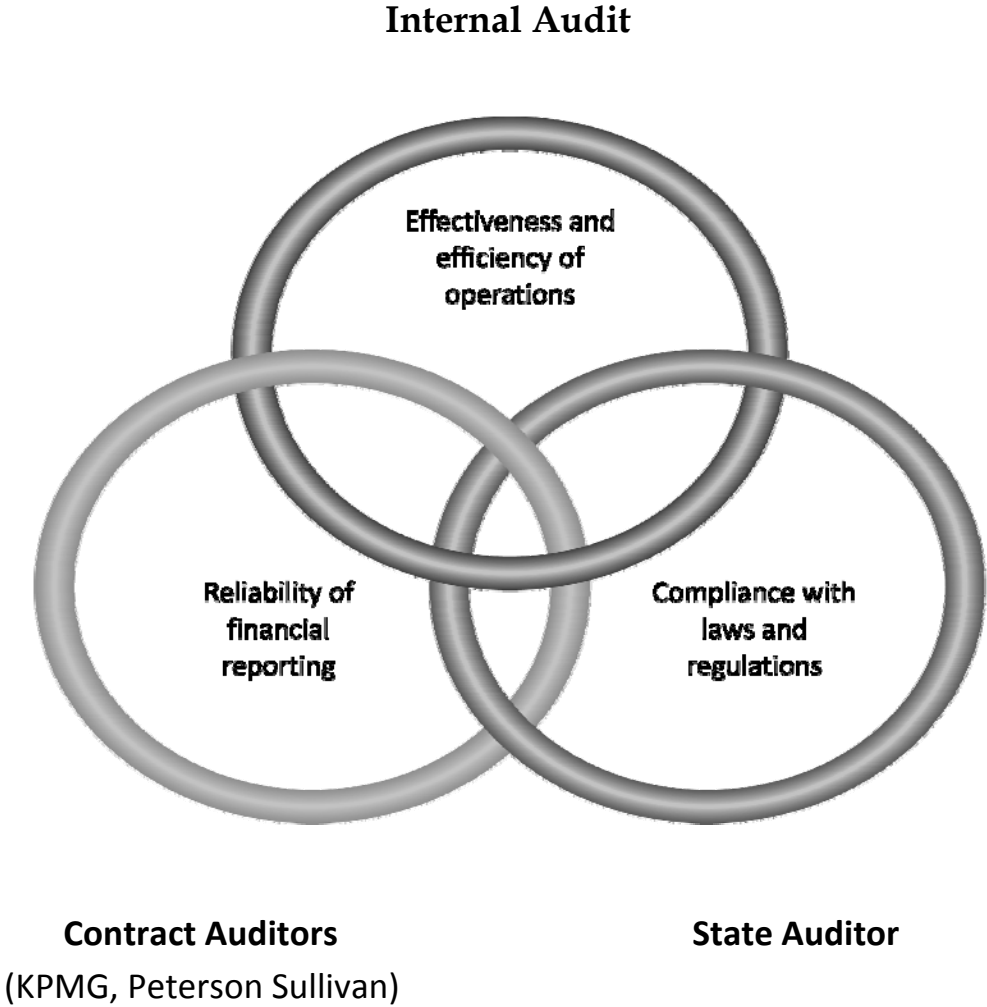 Internal Audit
Effectiveness and
efficiency of
operations
Reliability of
financial
reporting
Compliance with
laws and
regulations
Contract Auditors
State Auditor
(KPMG, Peterson Sullivan)